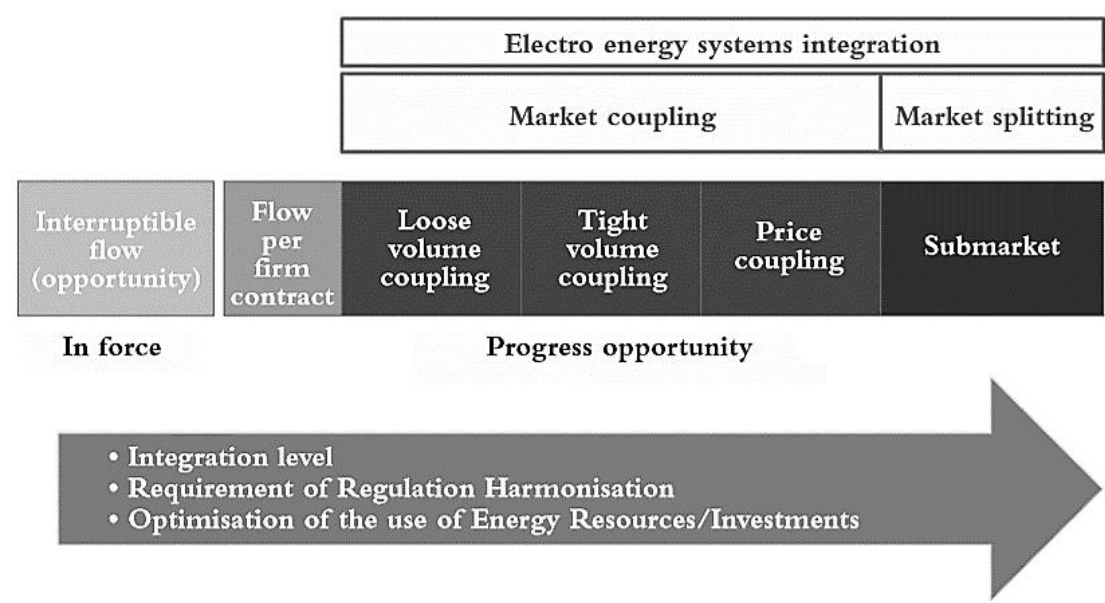 Electro energy systems integration
Market coupling
Market splitting
Interruptible
flow
(opportunity)
Flow
per
firm
contract
Loose
volume
coupling
Tight
volume
coupling
Price
coupling
Submarket
In force
Progress opportunity
• Integration level
• Requirement of Regulation Harmonisation
• Optimisation of the use of Energy Resources/Investments